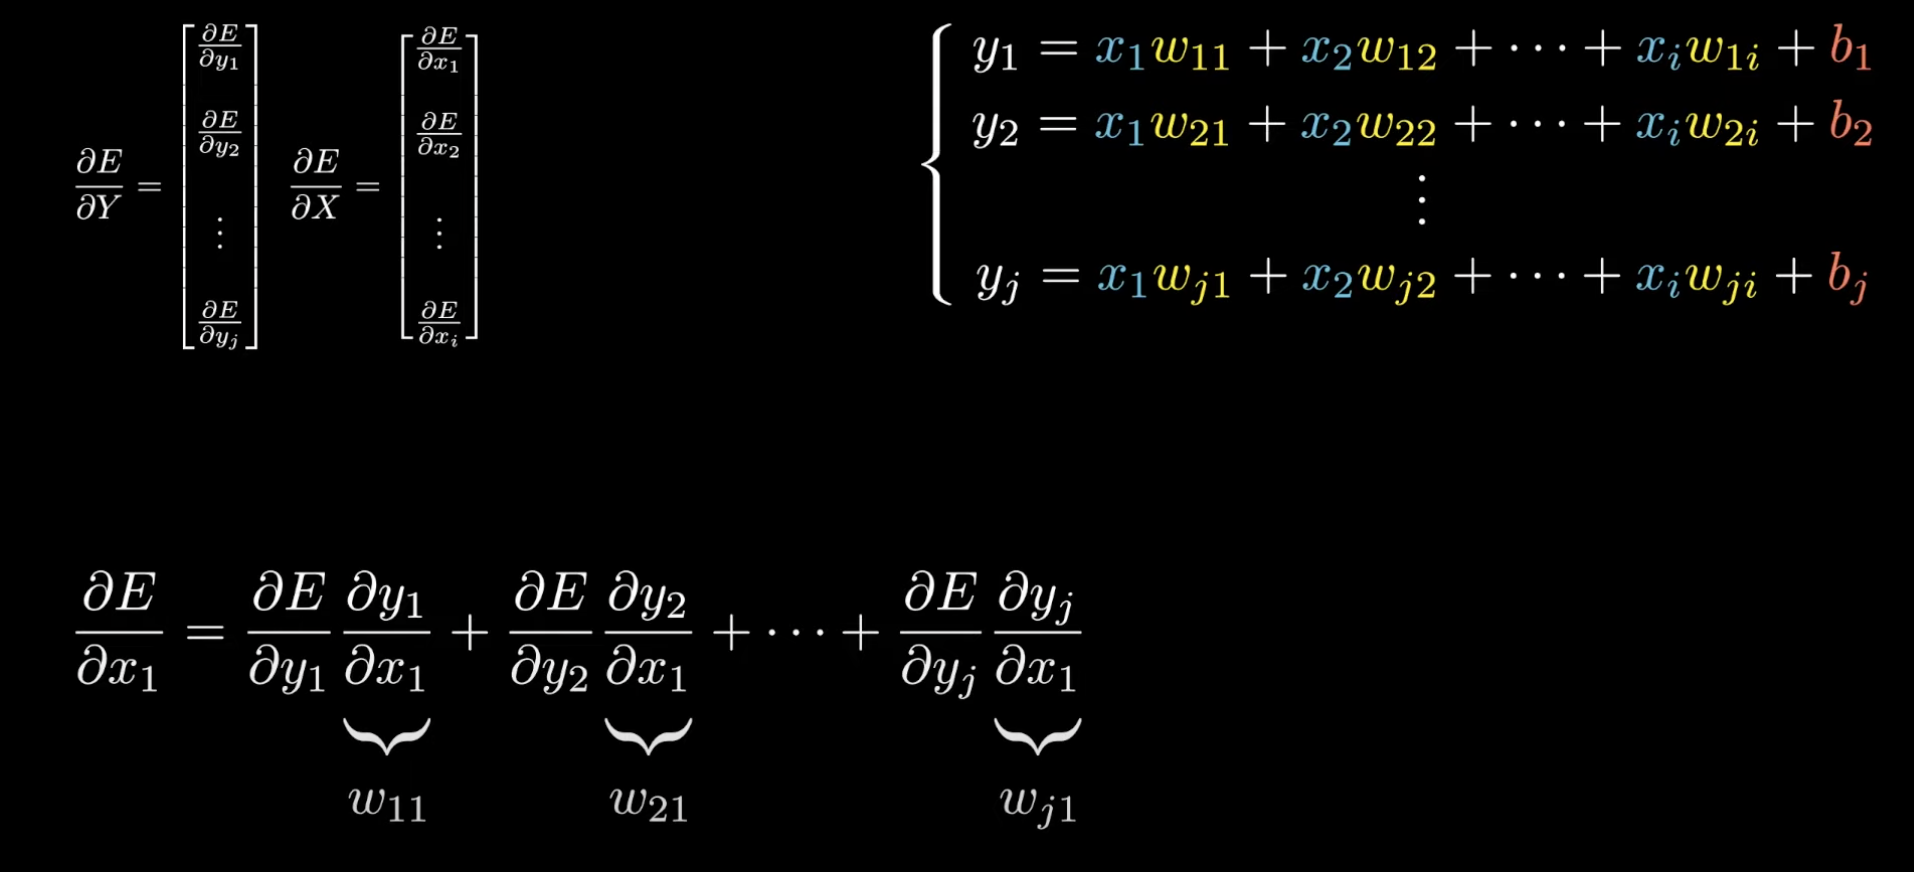 ∂E/∂Y = [∂E/∂y₁ ∂E/∂y₂ ⋮ ∂E/∂yⱼ] ∂E/∂X = [∂E/∂x₁ ∂E/∂x₂ ⋮ ∂E/∂xᵢ]
y₁ = x₁w₁₁ + x₂w₁₂ + ⋯ + xᵢw₁ᵢ + b₁
y₂ = x₁w₂₁ + x₂w₂₂ + ⋯ + xᵢw₂ᵢ + b₂
⋮
yⱼ = x₁wⱼ₁ + x₂wⱼ₂ + ⋯ + xᵢwⱼᵢ + bⱼ
∂E/∂x₁ = ∂E/∂y₁ ∂y₁/∂x₁ + ∂E/∂y₂ ∂y₂/∂x₁ + ⋯ + ∂E/∂yⱼ ∂yⱼ/∂x₁
w₁₁ w₂₁ wⱼ₁